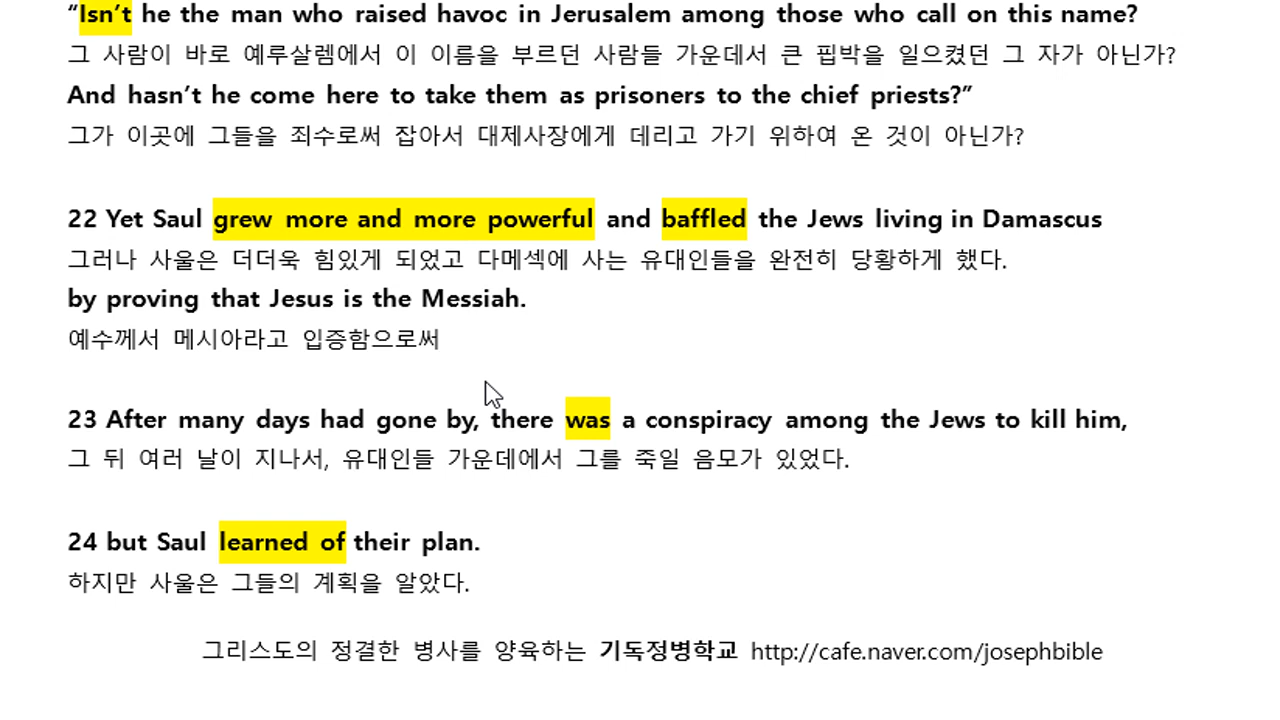 “Isn’t he the man who raised havoc in Jerusalem among those who call on this name?
그 사람이 바로 예루살렘에서 이 이름을 부르던 사람들 가운데서 큰 핍박을 일으켰던 그 자가 아닌가?
And hasn’t he come here to take them as prisoners to the chief priests?”
그가 이곳에 그들을 죄수로써 잡아서 대제사장에게 데리고 가기 위하여 온 것이 아닌가?
22 Yet Saul grew more and more powerful and baffled the Jews living in Damascus
그러나 사울은 더더욱 힘있게 되었고 다메섹에 사는 유대인들을 완전히 당황하게 했다.
by proving that Jesus is the Messiah.
예수께서 메시아라고 입증함으로써
23 After many days had gone by, there was a conspiracy among the Jews to kill him,
그 뒤 여러 날이 지나서, 유대인들 가운데에서 그를 죽일 음모가 있었다.
24 but Saul learned of their plan.
하지만 사울은 그들의 계획을 알았다.
그리스도의 정결한 병사를 양육하는 기독정병학교 http://cafe.naver.com/josephbible